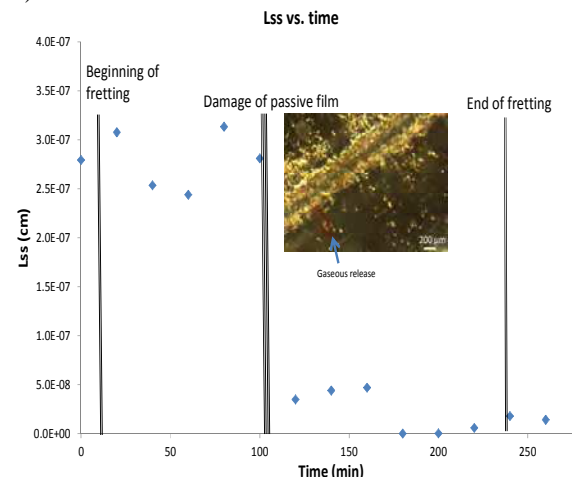 Lss vs. time
4.0E-07
3.5E-07
3.0E-07
2.5E-07
2.0E-07
1.5E-07
1.0E-07
5.0E-08
0.0E+00
Lss (cm)
Beginning of
fretting
Damage of passive film
End of fretting
200 µm
Gaseous release
0 50 100 150 200 250
Time (min)